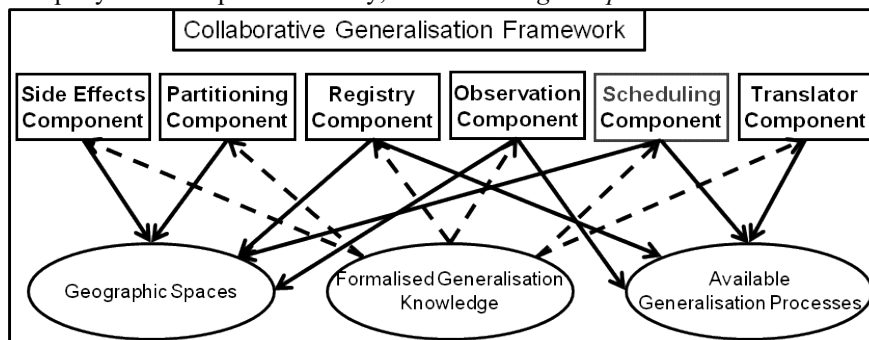 Collaborative Generalisation Framework
Side Effects Partitioning Registry Observation Scheduling Translator
Component Component Component Component Component Component
Geographic Spaces
Formalised Generalisation
Knowledge
Available
Generalisation Processes